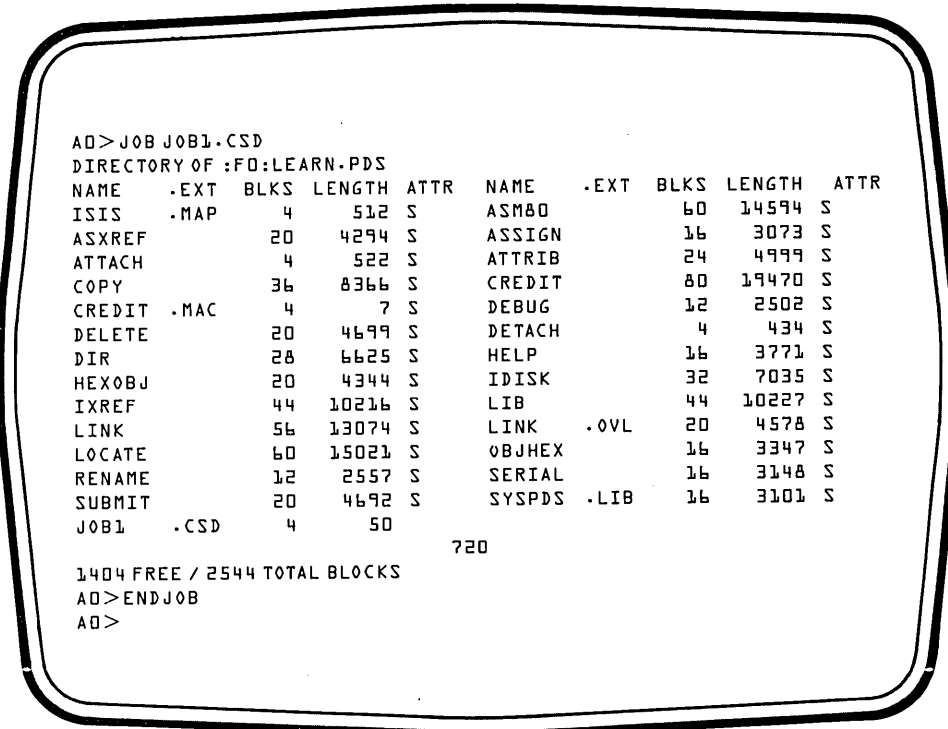 A0>JOB JOB1.CSD
DIRECTORY OF :F0:LEARN.PDS
NAME .EXT BLKS LENGTH ATTR NAME .EXT BLKS LENGTH ATTR
ISIS .MAP 4 512 S ASM80 60 14594 S
ASXREF 20 4294 S ASSIGN 16 3073 S
ATTACH 4 522 S ATTRIB 24 4999 S
COPY 36 8366 S CREDIT 80 19470 S
CREDIT .MAC 4 7 S DEBUG 12 2502 S
DELETE 20 4699 S DETACH 4 434 S
DIR 28 6625 S HELP 16 3771 S
HEXOBJ 20 4344 S IDISK 32 7035 S
IXREF 44 10216 S LIB 44 10227 S
LINK 56 13074 S LINK .OVL 20 4578 S
LOCATE 60 15021 S OBJHEX 16 3347 S
RENAME 12 2557 S SERIAL 16 3148 S
SUBMIT 20 4692 S SYSPDS .LIB 16 3101 S
JOB1 .CSD 4 50
720
1404 FREE / 2544 TOTAL BLOCKS
A0>ENDJOB
A0>